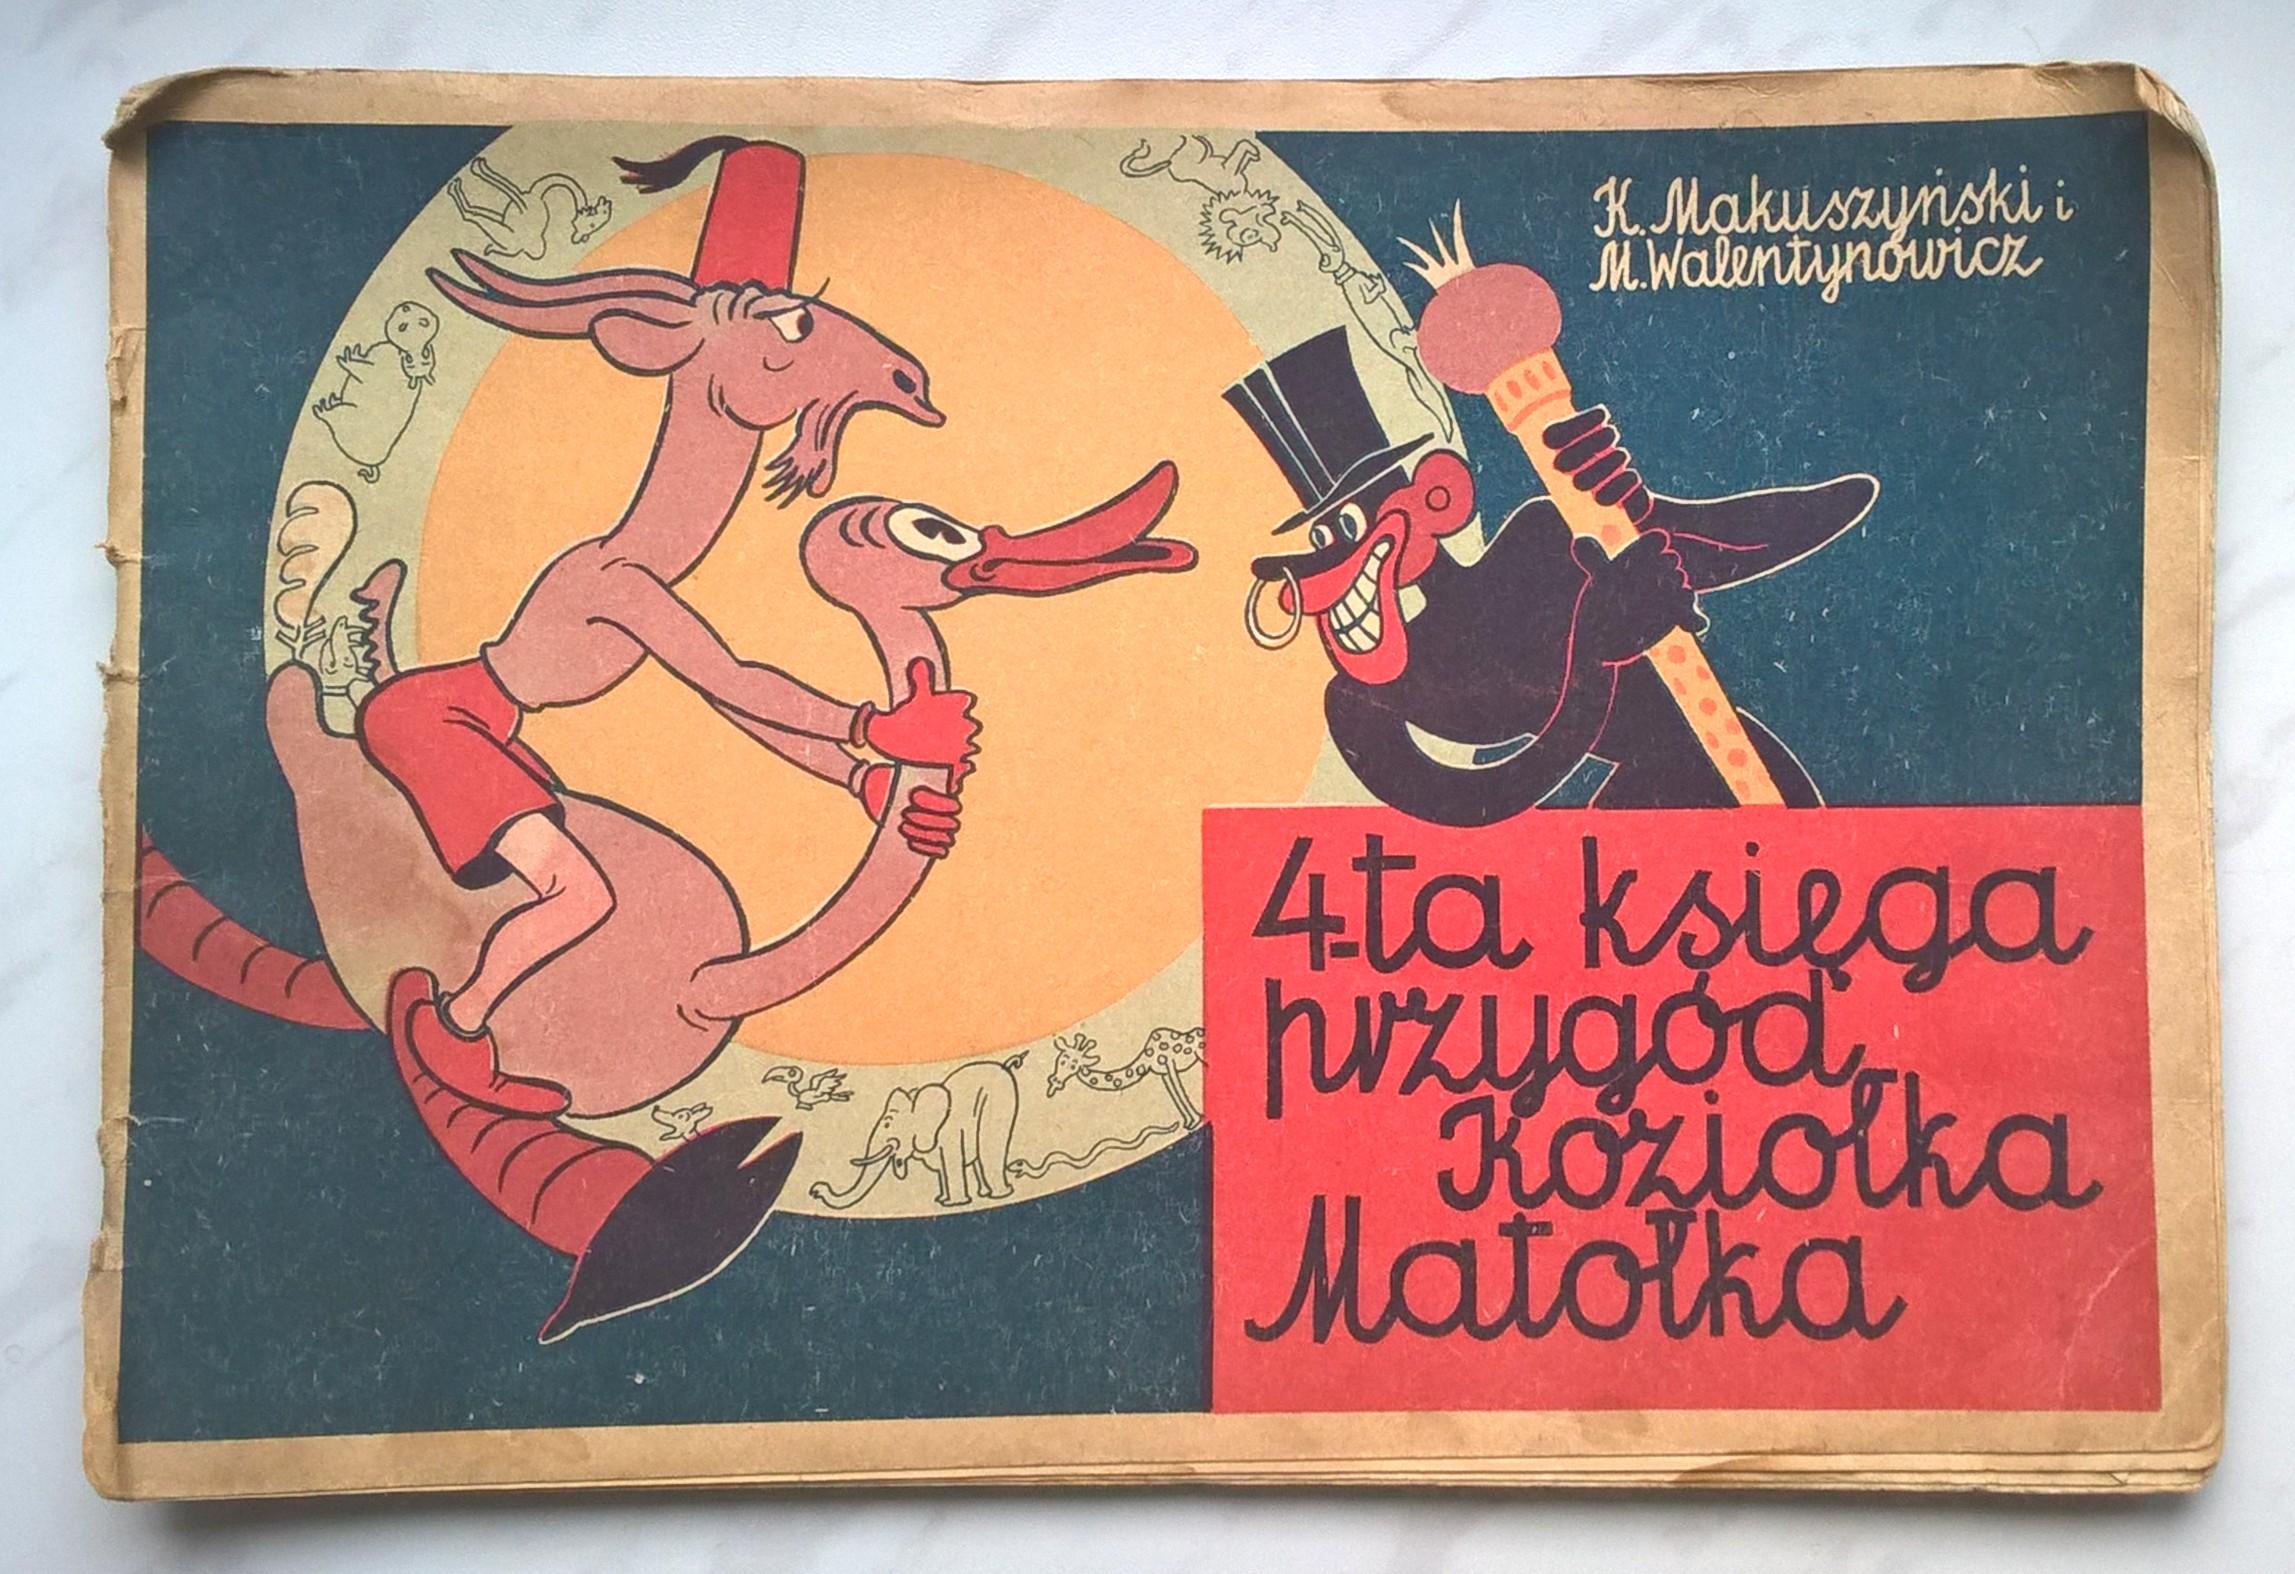 K. Makuszyński i
M. Walentynowicz
4-ta księga
przygód
Koziołka
Matołka